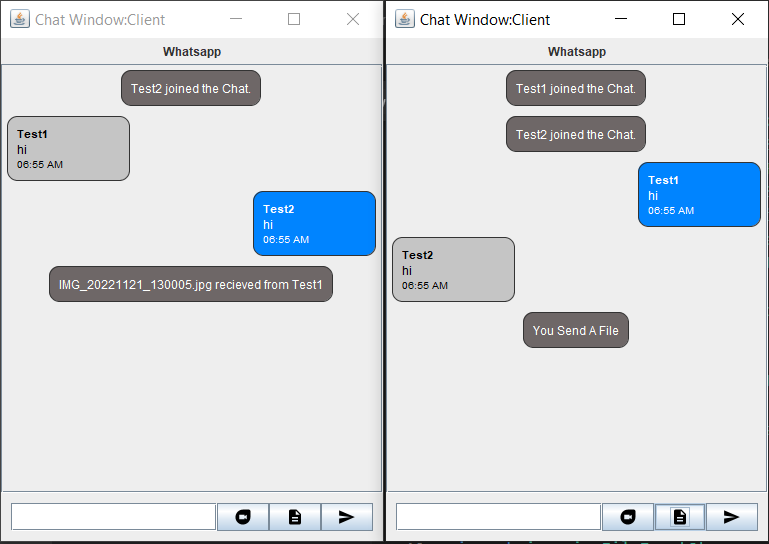 Chat Window:Client
Whatsapp
Test2 joined the Chat.
Test1
hi
06:55 AM
Test2
hi
06:55 AM
IMG_20221121_130005.jpg recieved from Test1
Chat Window:Client
Whatsapp
Test1 joined the Chat.
Test2 joined the Chat.
Test1
hi
06:55 AM
Test2
hi
06:55 AM
You Send A File